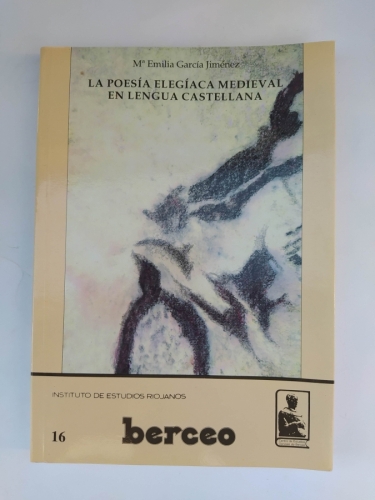 Mª Emilia García Jiménez
LA POESÍA ELEGÍACA MEDIEVAL
EN LENGUA CASTELLANA
INSTITUTO DE ESTUDIOS RIOJANOS
16
berceo